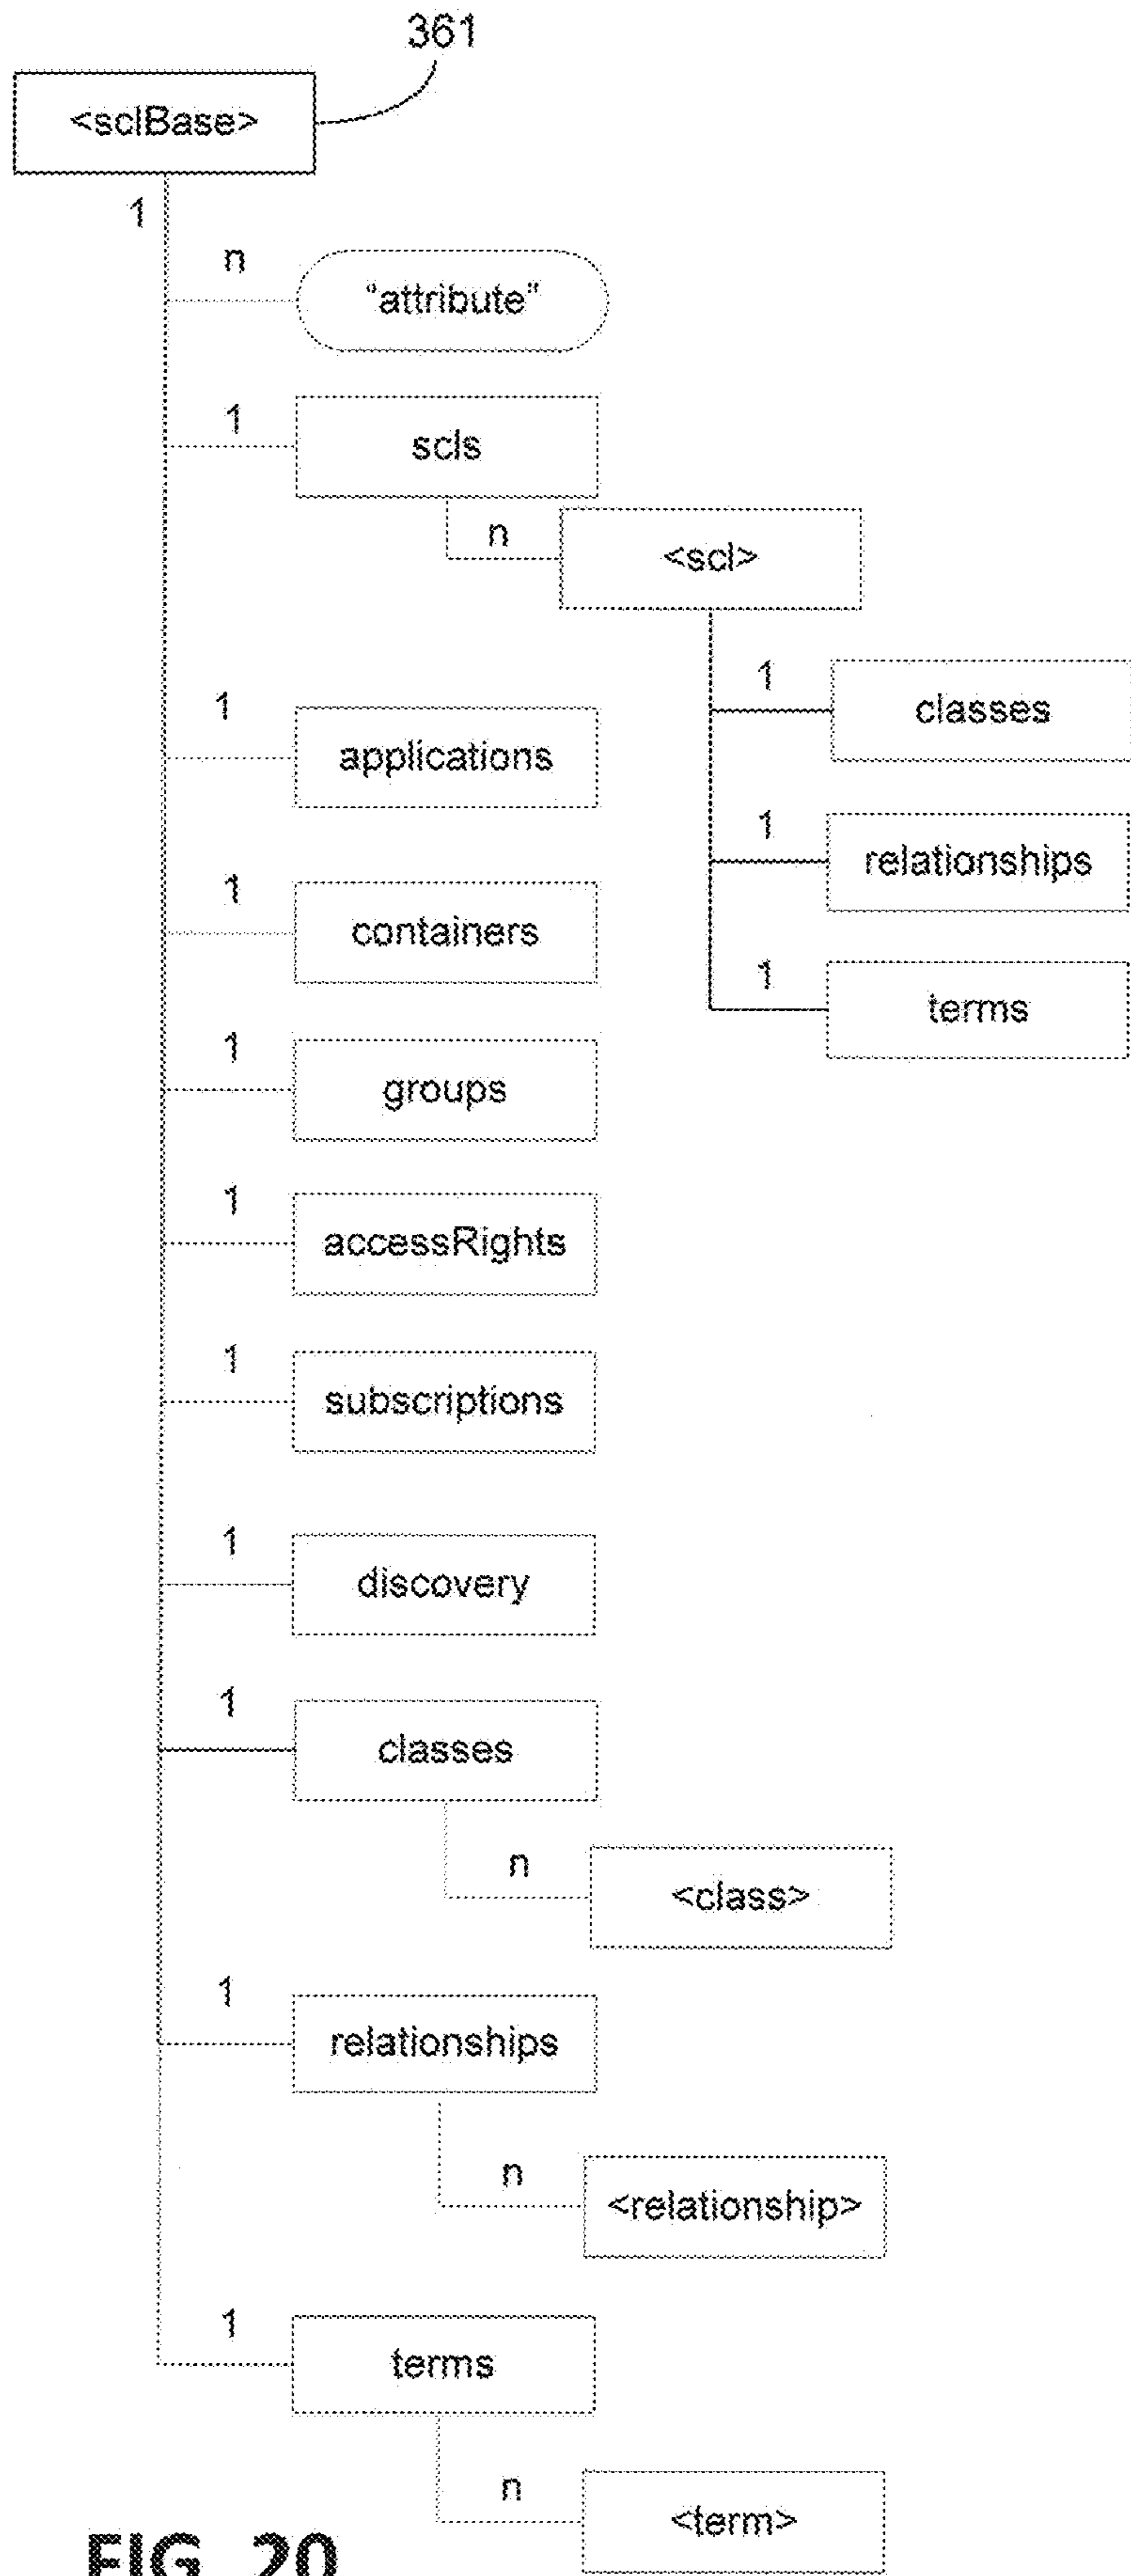 361
<sclBase>
1
n
"attribute"
1
scls
n
<scl>
1
classes
1
applications
1
relationships
1
containers
1
terms
1
groups
1
accessRights
1
subscriptions
1
discovery
1
classes
n
<class>
1
relationships
n
<relationship>
1
terms
n
<term>
FIG. 20